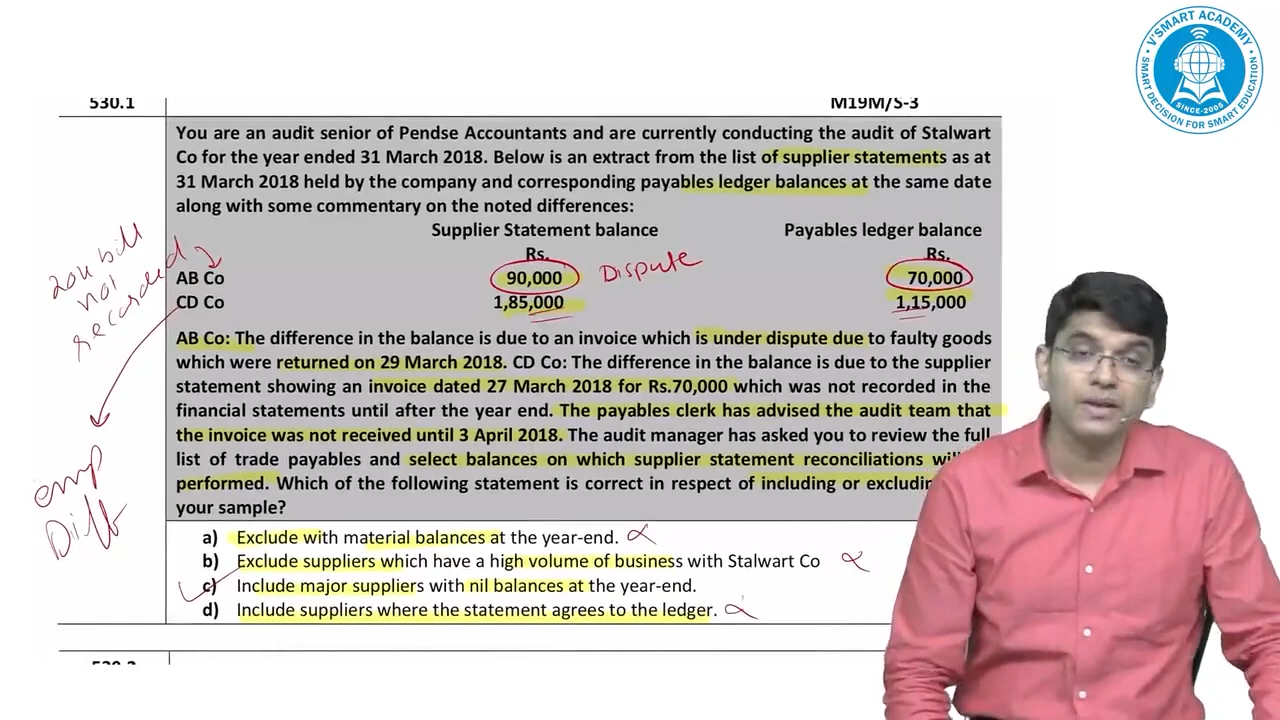 V'SMART ACADEMY
SINCE-2005
SMART DECISION FOR SMART EDUCATION
530.1 M19M/S-3
You are an audit senior of Pendse Accountants and are currently conducting the audit of Stalwart
Co for the year ended 31 March 2018. Below is an extract from the list of supplier statements as at
31 March 2018 held by the company and corresponding payables ledger balances at the same date
along with some commentary on the noted differences:
Supplier Statement balance Payables ledger balance
Rs. Rs.
AB Co 90,000 Dispute 70,000
CD Co 1,85,000 1,15,000
bill
not
recorded
AB Co: The difference in the balance is due to an invoice which is under dispute due to faulty goods
which were returned on 29 March 2018. CD Co: The difference in the balance is due to the supplier
statement showing an invoice dated 27 March 2018 for Rs.70,000 which was not recorded in the
financial statements until after the year end. The payables clerk has advised the audit team that
the invoice was not received until 3 April 2018. The audit manager has asked you to review the full
list of trade payables and select balances on which supplier statement reconciliations
performed. Which of the following statement is correct in respect of including or
your sample?
Diff
a) Exclude with material balances at the year-end.
b) Exclude suppliers which have a high volume of business with Stalwart Co
c) Include major suppliers with nil balances at the year-end.
d) Include suppliers where the statement agrees to the ledger.